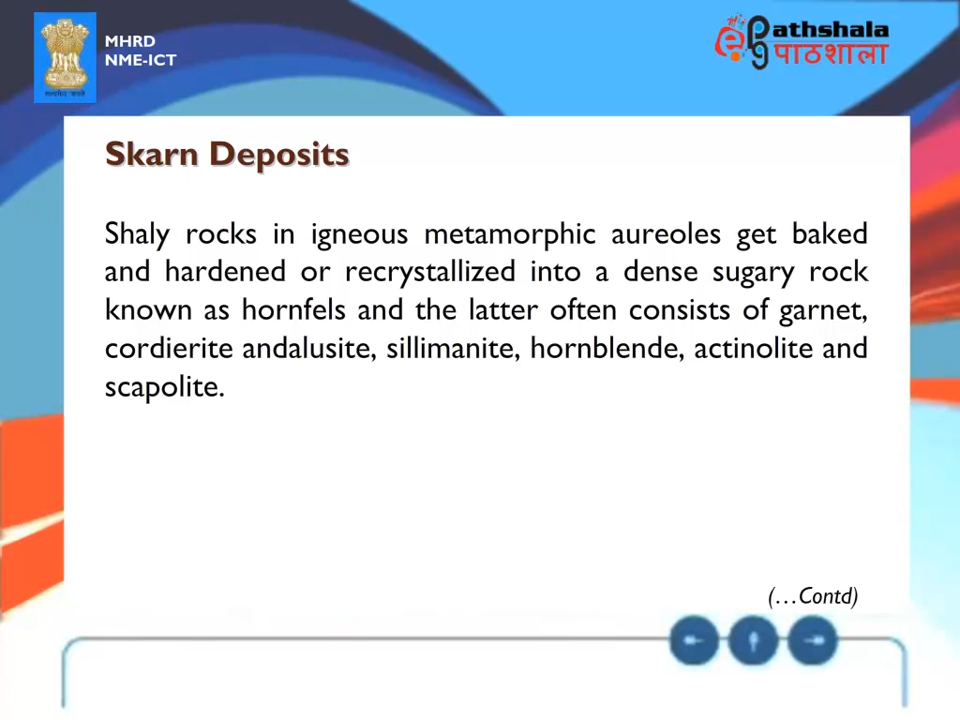 MHRD
NME-ICT
e Pathshala
पाठशाला
Skarn Deposits
Shaly rocks in igneous metamorphic aureoles get baked
and hardened or recrystallized into a dense sugary rock
known as hornfels and the latter often consists of garnet,
cordierite andalusite, sillimanite, hornblende, actinolite and
scapolite.
(…Contd)